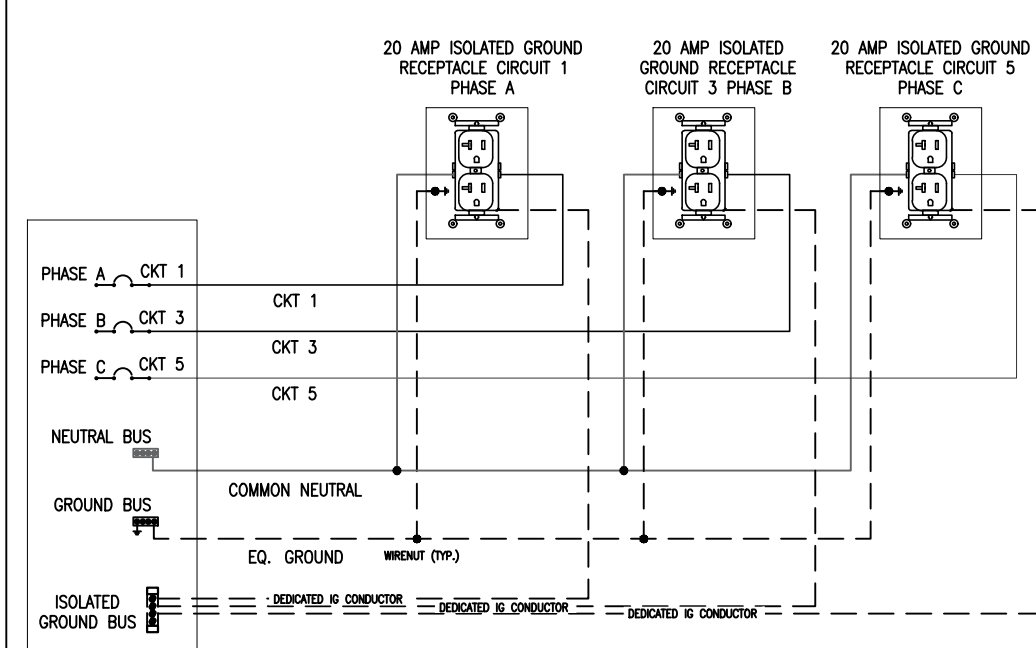 20 AMP ISOLATED GROUND
RECEPTACLE CIRCUIT 1
PHASE A
20 AMP ISOLATED
GROUND RECEPTACLE
CIRCUIT 3 PHASE B
20 AMP ISOLATED GROUND
RECEPTACLE CIRCUIT 5
PHASE C
PHASE A CKT 1
CKT 1
PHASE B CKT 3
CKT 3
PHASE C CKT 5
CKT 5
NEUTRAL BUS
COMMON NEUTRAL
GROUND BUS
EQ. GROUND
WIRENUT (TYP.)
ISOLATED
GROUND BUS
DEDICATED IG CONDUCTOR
DEDICATED IG CONDUCTOR
DEDICATED IG CONDUCTOR